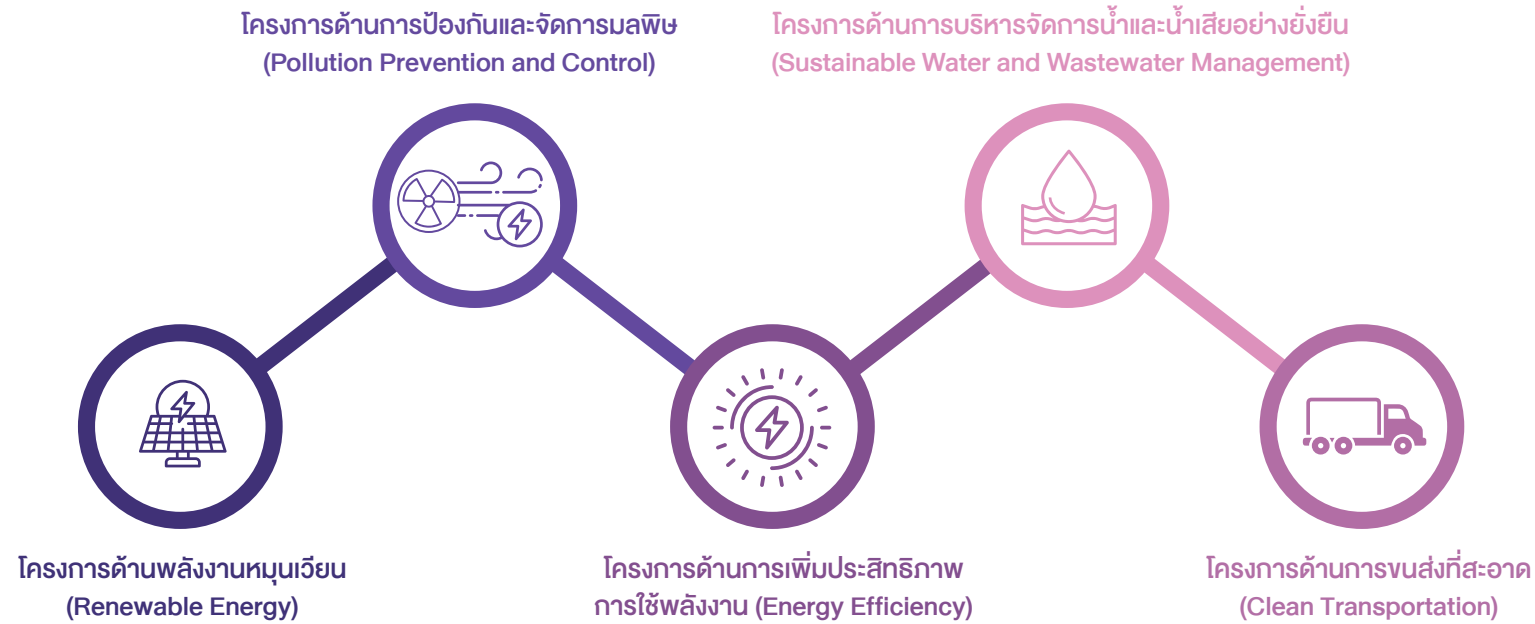 โครงการด้านการป้องกันและจัดการมลพิษ
(Pollution Prevention and Control)
โครงการด้านการบริหารจัดการน้ำและน้ำเสียอย่างยั่งยืน
(Sustainable Water and Wastewater Management)
โครงการด้านพลังงานหมุนเวียน
(Renewable Energy)
โครงการด้านการเพิ่มประสิทธิภาพ
การใช้พลังงาน (Energy Efficiency)
โครงการด้านการขนส่งที่สะอาด
(Clean Transportation)